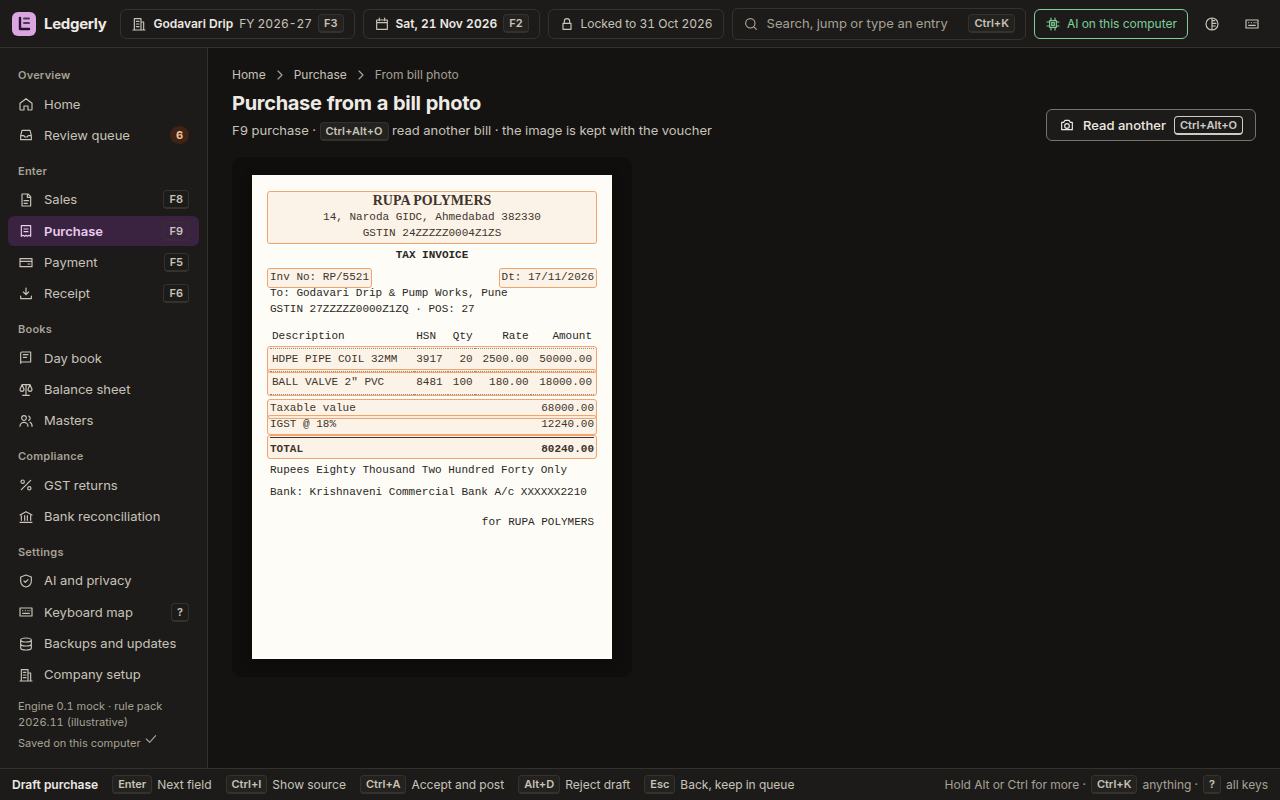 Ledgerly
Godavari Drip FY 2026-27 F3
Sat, 21 Nov 2026 F2
Locked to 31 Oct 2026
Search, jump or type an entry Ctrl+K
AI on this computer
Overview
Home
Review queue 6
Enter
Sales F8
Purchase F9
Payment F5
Receipt F6
Books
Day book
Balance sheet
Masters
Compliance
GST returns
Bank reconciliation
Settings
AI and privacy
Keyboard map ?
Backups and updates
Company setup
Engine 0.1 mock · rule pack
2026.11 (illustrative)
Saved on this computer
Home > Purchase > From bill photo
Purchase from a bill photo
F9 purchase · Ctrl+Alt+O read another bill · the image is kept with the voucher
Read another Ctrl+Alt+O
RUPA POLYMERS
14, Naroda GIDC, Ahmedabad 382330
GSTIN 24ZZZZZ0004Z1ZS
TAX INVOICE
Inv No: RP/5521 Dt: 17/11/2026
To: Godavari Drip & Pump Works, Pune
GSTIN 27ZZZZZ0000Z1ZQ · POS: 27
Description HSN Qty Rate Amount
HDPE PIPE COIL 32MM 3917 20 2500.00 50000.00
BALL VALVE 2" PVC 8481 100 180.00 18000.00
Taxable value 68000.00
IGST @ 18% 12240.00
TOTAL 80240.00
Rupees Eighty Thousand Two Hundred Forty Only
Bank: Krishnaveni Commercial Bank A/c XXXXXX2210
for RUPA POLYMERS
Draft purchase Enter Next field Ctrl+I Show source Ctrl+A Accept and post Alt+D Reject draft Esc Back, keep in queue
Hold Alt or Ctrl for more · Ctrl+K anything · ? all keys